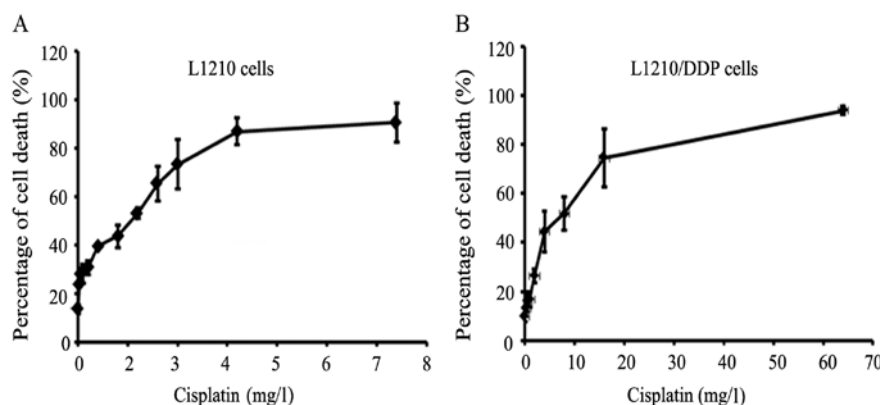 A
B
120
100
80
60
40
20
0
Percentage of cell death (%)
L1210 cells
0 2 3 4 5 6 7 8
Cisplatin (mg/l)
120
100
80
60
40
20
0
Percentage of cell death (%)
L1210/DDP cells
0 10 20 30 40 50 60 70
Cisplatin (mg/l)